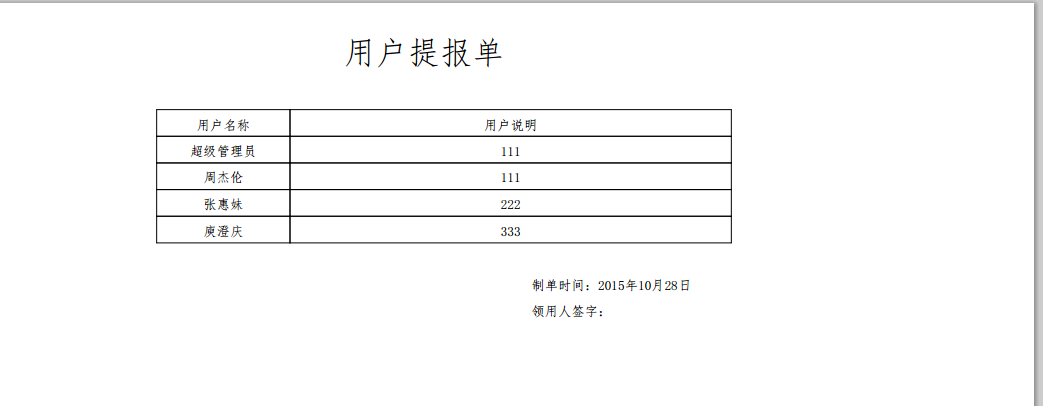 用户提报单
用户名称 用户说明
超级管理员 111
周杰伦 111
张惠妹 222
庾澄庆 333
制单时间：2015年10月28日
领用人签字：